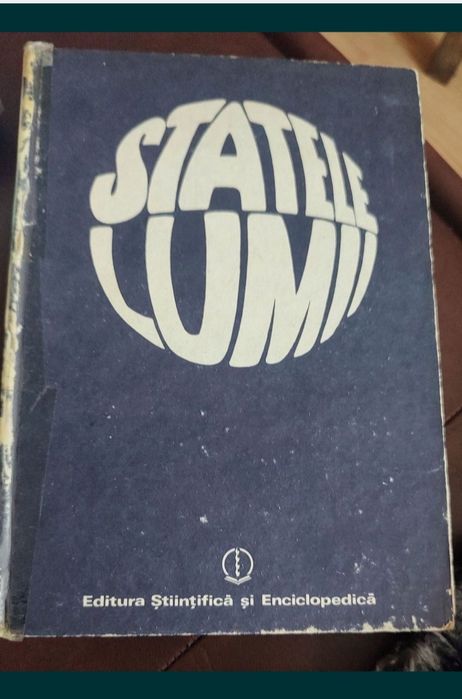 STATELE
LUMII
Editura Științifică și Enciclopedică